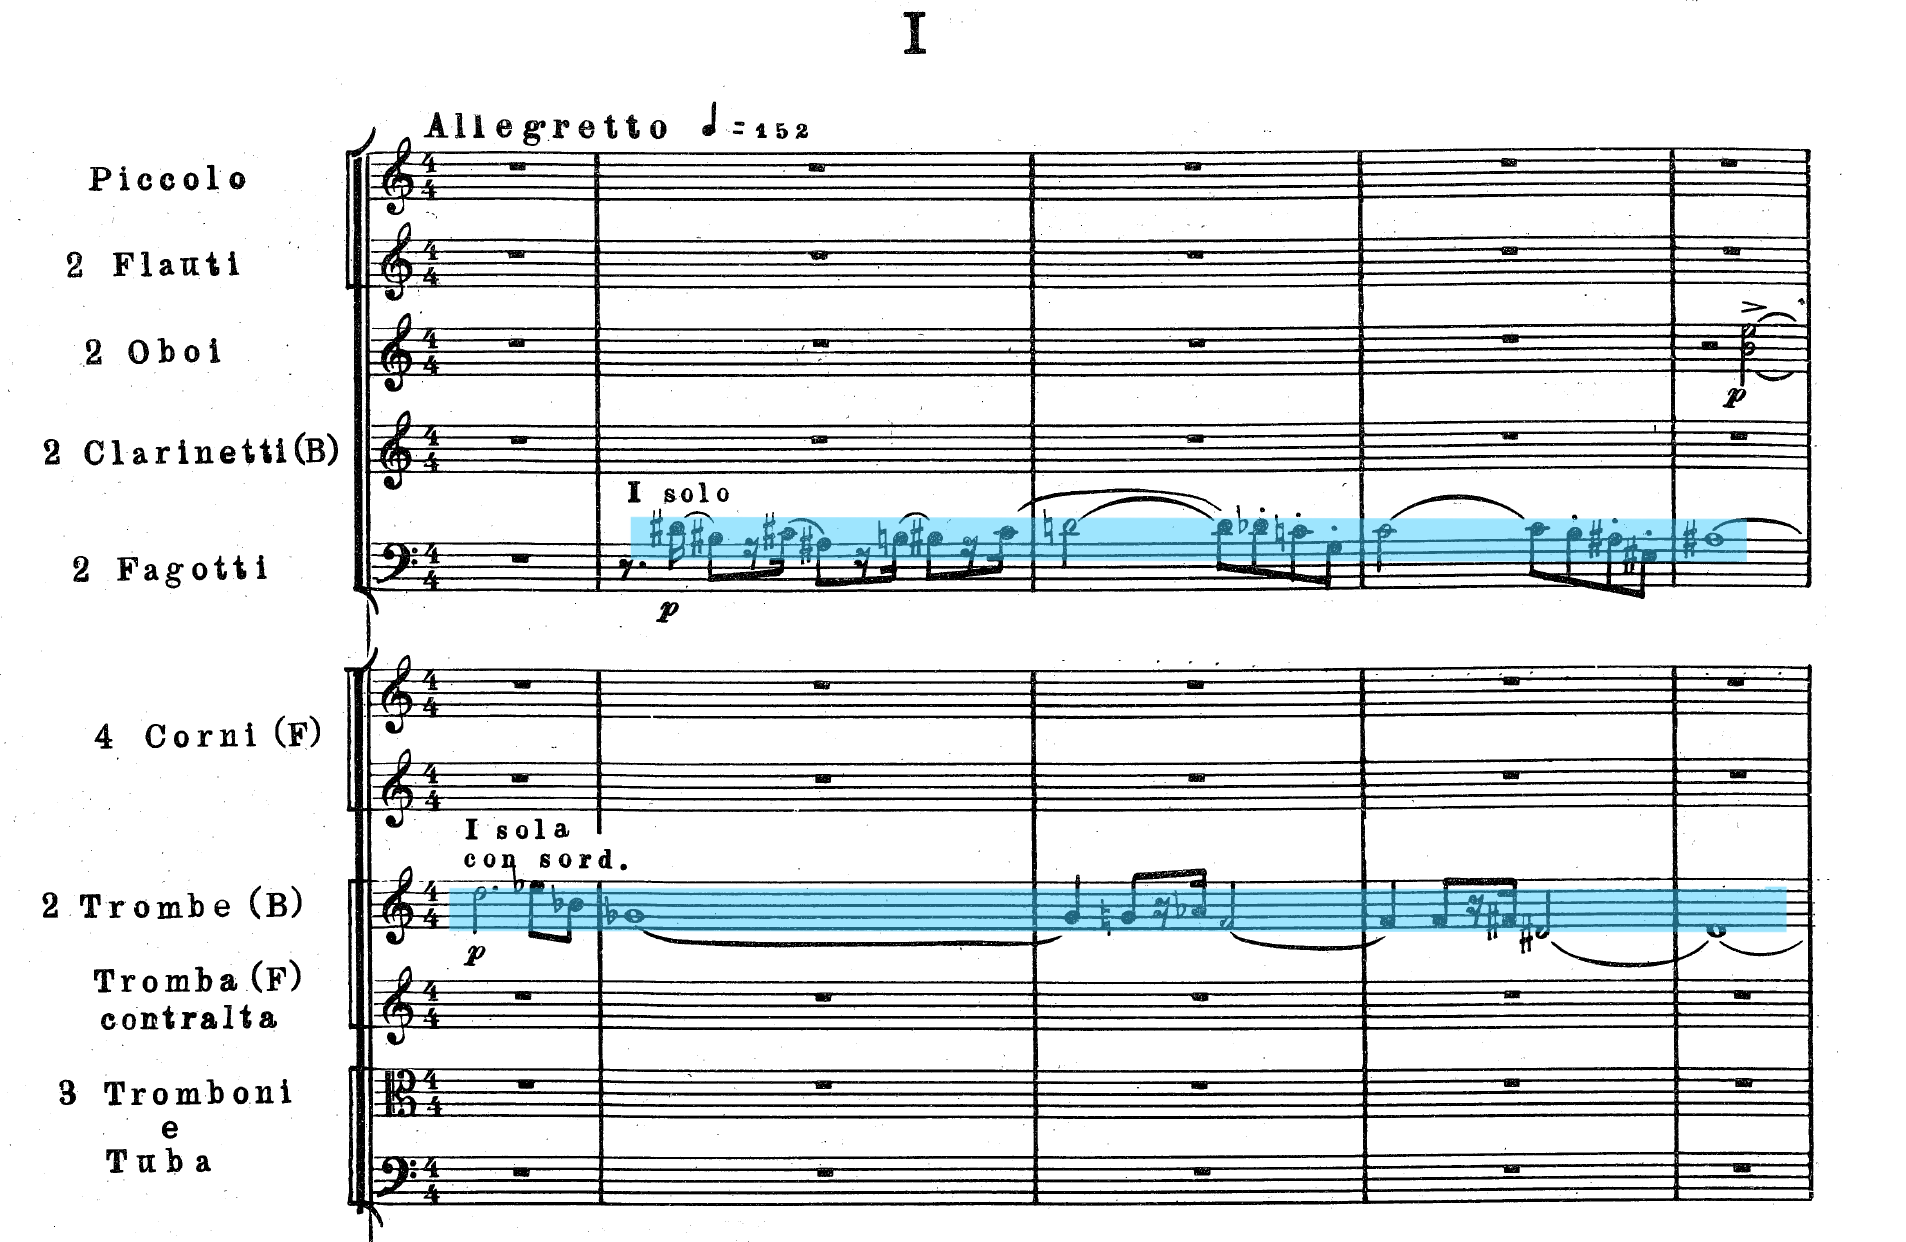 I
Allegretto ♩ = 152
Piccolo
2 Flauti
2 Oboi
p
2 Clarinetti (B)
I solo
2 Fagotti
p
4 Corni (F)
I sola
con sord.
2 Trombe (B)
p
Tromba (F)
contralta
3 Tromboni
e
Tuba